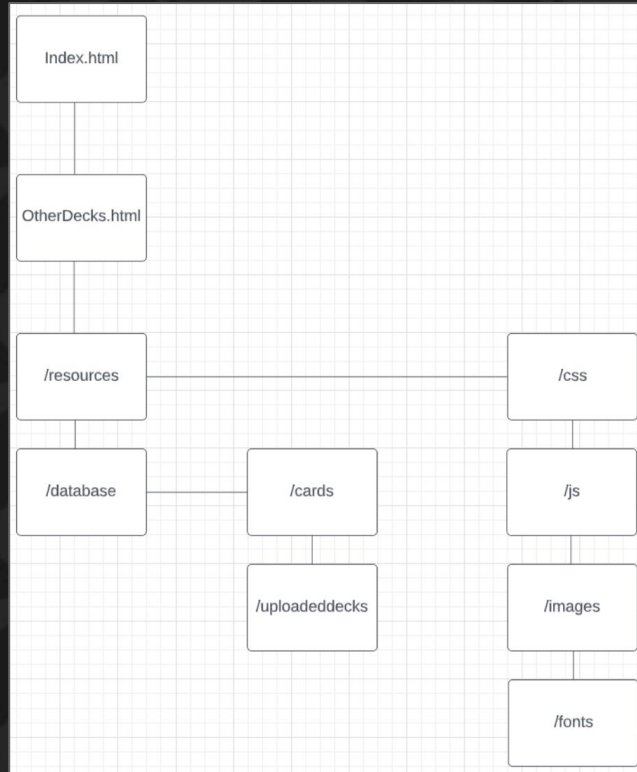 Index.html
OtherDecks.html
/resources
/css
/database
/cards
/js
/uploadeddecks
/images
/fonts